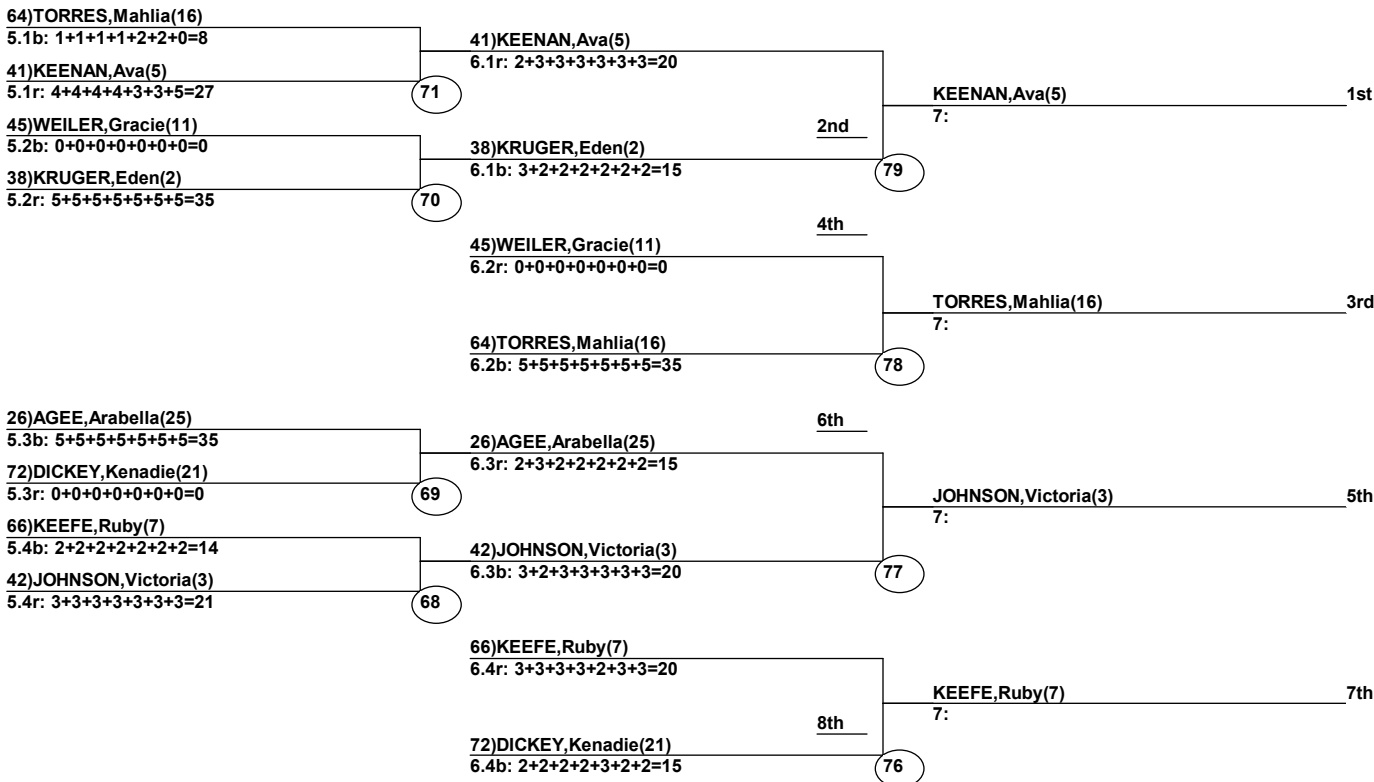 64)TORRES,Mahlia(16)
5.1b: 1+1+1+1+2+2+0=8
41)KEENAN,Ava(5)
5.1r: 4+4+4+4+3+3+5=27
71
45)WEILER,Gracie(11)
5.2b: 0+0+0+0+0+0+0=0
38)KRUGER,Eden(2)
5.2r: 5+5+5+5+5+5+5=35
70
41)KEENAN,Ava(5)
6.1r: 2+3+3+3+3+3+3=20
38)KRUGER,Eden(2)
6.1b: 3+2+2+2+2+2+2=15
2nd
79
KEENAN,Ava(5)
7:
1st
4th
45)WEILER,Gracie(11)
6.2r: 0+0+0+0+0+0+0=0
64)TORRES,Mahlia(16)
6.2b: 5+5+5+5+5+5+5=35
78
TORRES,Mahlia(16)
7:
3rd
26)AGEE,Arabella(25)
5.3b: 5+5+5+5+5+5+5=35
72)DICKEY,Kenadie(21)
5.3r: 0+0+0+0+0+0+0=0
69
66)KEEFE,Ruby(7)
5.4b: 2+2+2+2+2+2+2=14
42)JOHNSON,Victoria(3)
5.4r: 3+3+3+3+3+3+3=21
68
6th
26)AGEE,Arabella(25)
6.3r: 2+3+2+2+2+2+2=15
42)JOHNSON,Victoria(3)
6.3b: 3+2+3+3+3+3+3=20
77
JOHNSON,Victoria(3)
7:
5th
66)KEEFE,Ruby(7)
6.4r: 3+3+3+3+2+3+3=20
8th
72)DICKEY,Kenadie(21)
6.4b: 2+2+2+2+3+2+2=15
76
KEEFE,Ruby(7)
7:
7th